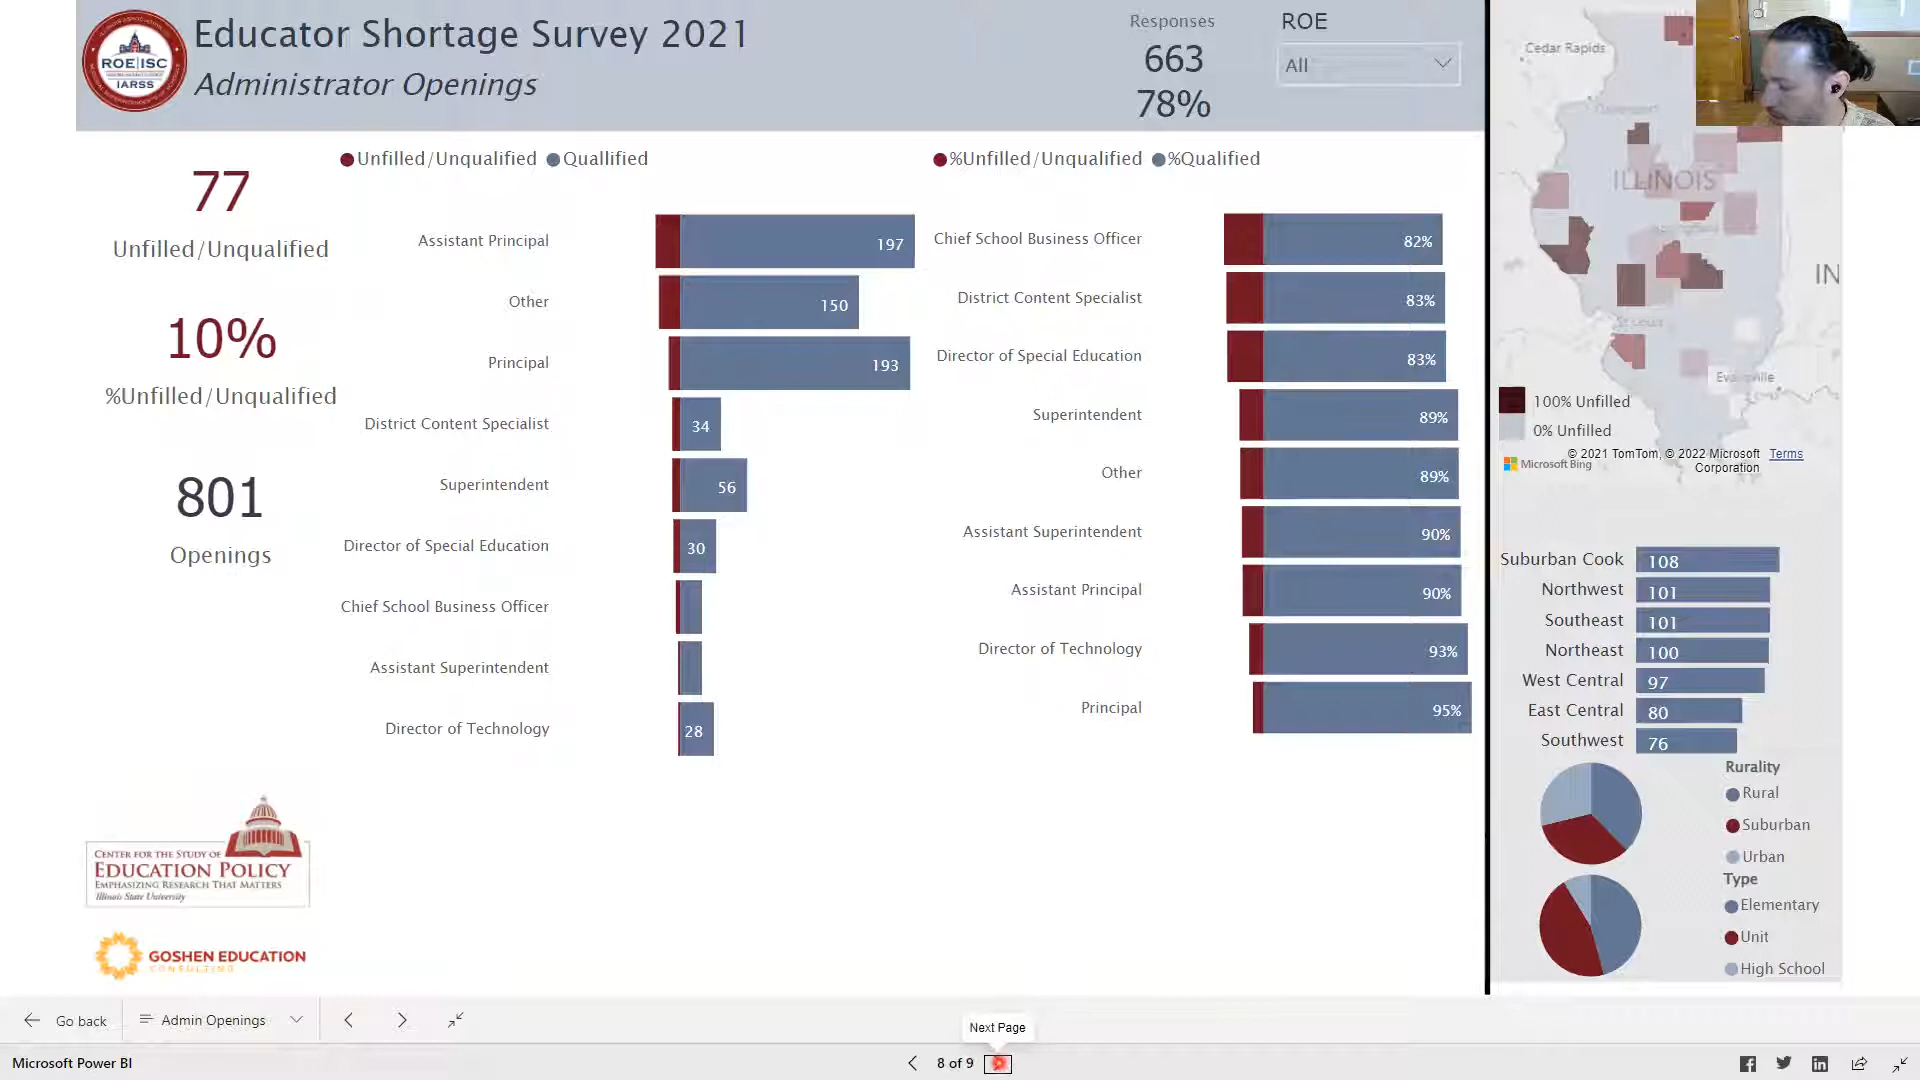 Educator Shortage Survey 2021
Administrator Openings
ROE|ISC
IARSS
Responses
663
78%
ROE
All
77
Unfilled/Unqualified
10%
%Unfilled/Unqualified
801
Openings
Unfilled/Unqualified Quallified
Assistant Principal 197
Other 150
Principal 193
District Content Specialist 34
Superintendent 56
Director of Special Education 30
Chief School Business Officer
Assistant Superintendent
Director of Technology 28
%Unfilled/Unqualified %Qualified
Chief School Business Officer 82%
District Content Specialist 83%
Director of Special Education 83%
Superintendent 89%
Other 89%
Assistant Superintendent 90%
Assistant Principal 90%
Director of Technology 93%
Principal 95%
Cedar Rapids
Davenport
ILLINOIS
IN
St Louis
Evansville
100% Unfilled
0% Unfilled
© 2021 TomTom, © 2022 Microsoft Corporation Terms
Microsoft Bing
Suburban Cook 108
Northwest 101
Southeast 101
Northeast 100
West Central 97
East Central 80
Southwest 76
Rurality
Rural
Suburban
Urban
Type
Elementary
Unit
High School
CENTER FOR THE STUDY OF
EDUCATION POLICY
EMPHASIZING RESEARCH THAT MATTERS
Illinois State University
GOSHEN EDUCATION
CONSULTING
Go back
Admin Openings
Next Page
Microsoft Power BI
8 of 9